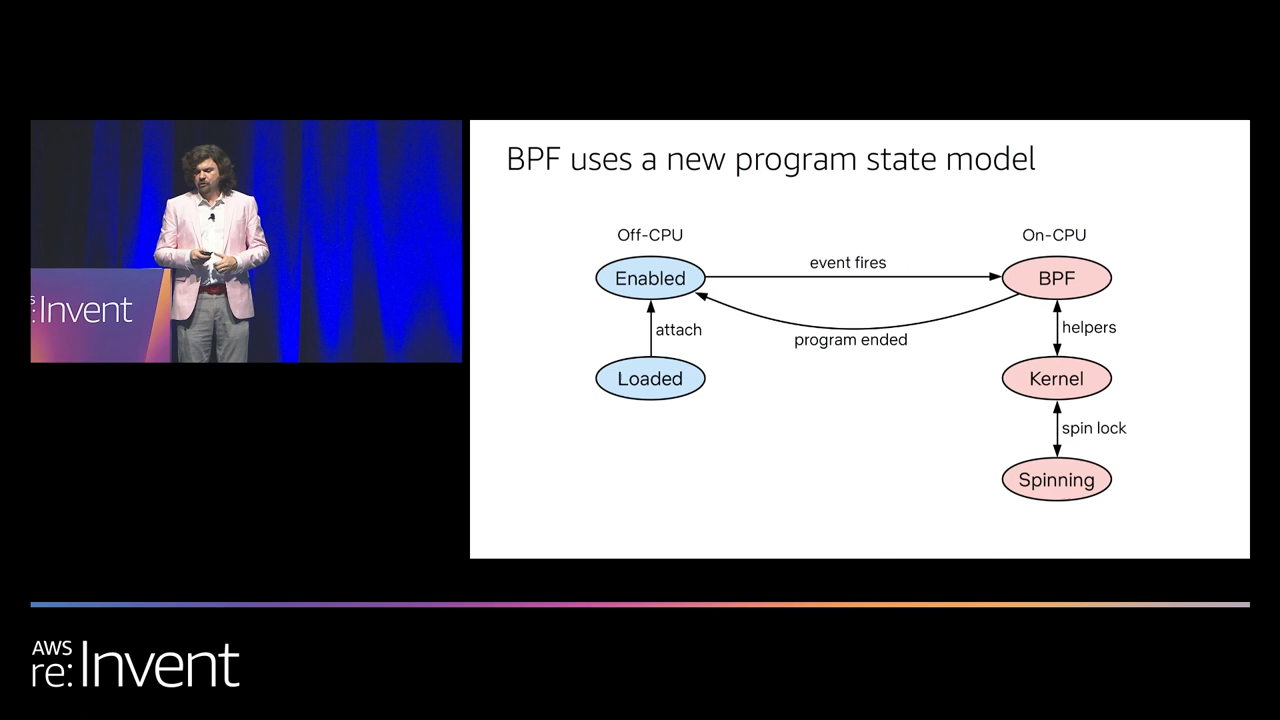 BPF uses a new program state model
Off-CPU
On-CPU
Enabled
event fires
BPF
attach
program ended
helpers
Loaded
Kernel
spin lock
Spinning
s
:Invent
AWS
re:Invent